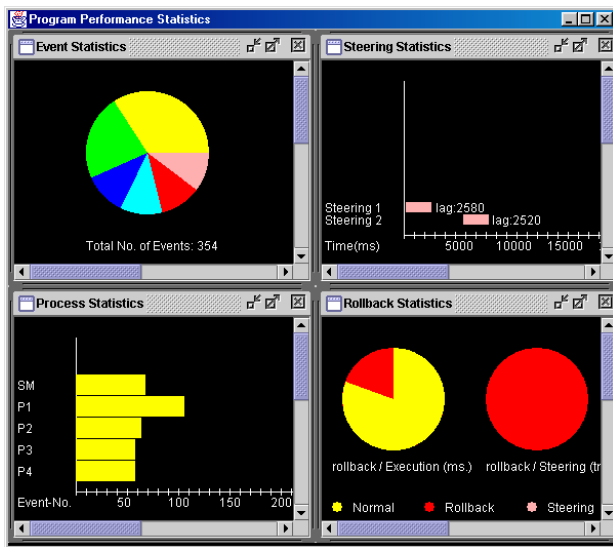 Program Performance Statistics
Event Statistics
Total No. of Events: 354
Steering Statistics
Steering 1 lag:2580
Steering 2 lag:2520
Time(ms) 5000 10000 15000
Process Statistics
SM
P1
P2
P3
P4
Event-No. 50 100 150 200
Rollback Statistics
rollback / Execution (ms.) rollback / Steering (tr
Normal Rollback Steering